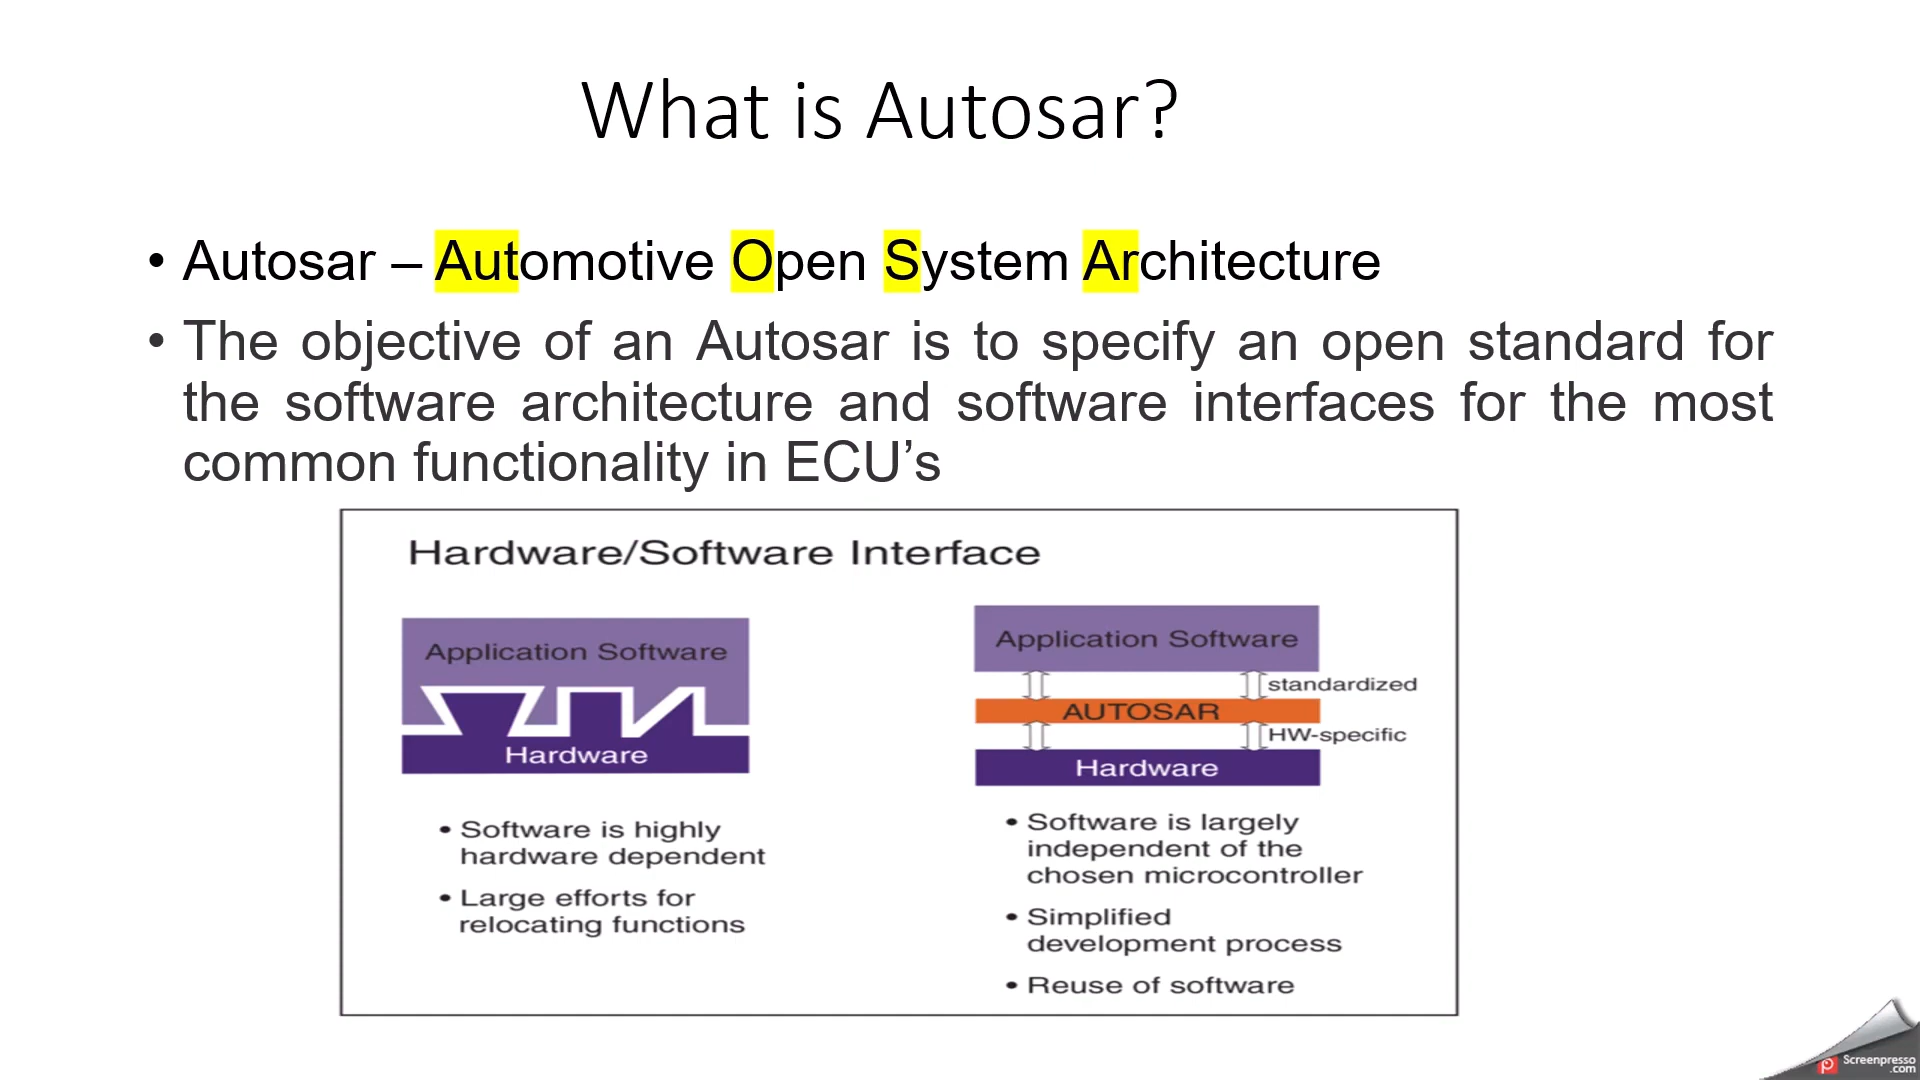 What is Autosar?
• Autosar – Automotive Open System Architecture
• The objective of an Autosar is to specify an open standard for
the software architecture and software interfaces for the most
common functionality in ECU’s
Hardware/Software Interface
Application Software
Hardware
• Software is highly
hardware dependent
• Large efforts for
relocating functions
Application Software
standardized
AUTOSAR
HW-specific
Hardware
• Software is largely
independent of the
chosen microcontroller
• Simplified
development process
• Reuse of software
Screenpresso
.com